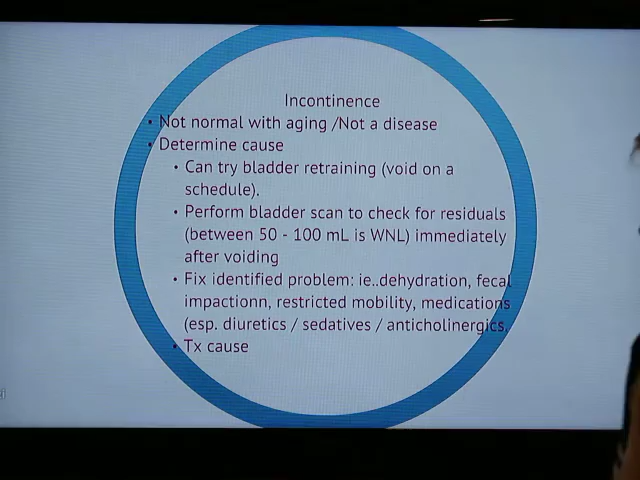 Incontinence
• Not normal with aging /Not a disease
• Determine cause
• Can try bladder retraining (void on a
schedule).
• Perform bladder scan to check for residuals
(between 50 - 100 mL is WNL) immediately
after voiding
• Fix identified problem: ie..dehydration, fecal
impactionn, restricted mobility, medications
(esp. diuretics / sedatives / anticholinergics.
• Tx cause